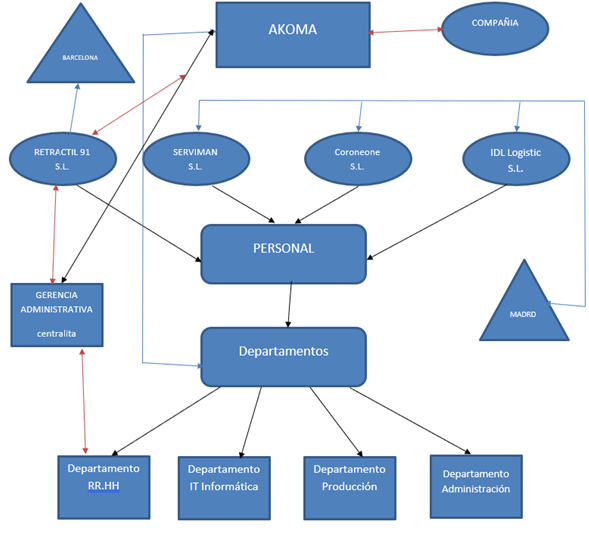 AKOMA
COMPAÑIA
BARCELONA
RETRACTIL 91
S.L.
SERVIMAN
S.L.
Coroneone
S.L.
IDL Logistic
S.L.
PERSONAL
GERENCIA
ADMINISTRATIVA
centralita
MADRD
Departamentos
Departamento
RR.HH
Departamento
IT Informática
Departamento
Producción
Departamento
Administración